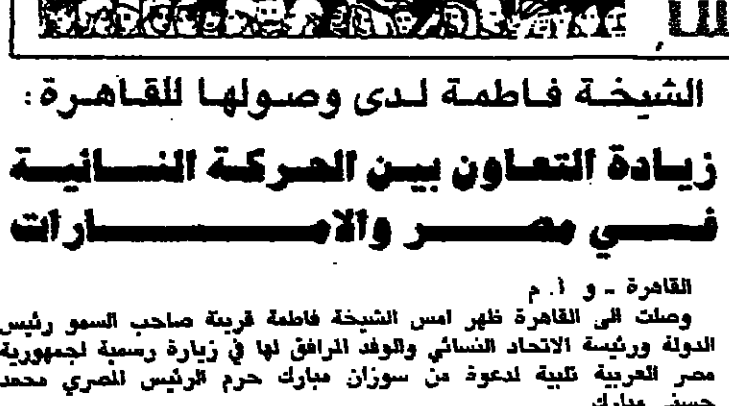 الشيخة فاطمة لدى وصولها للقاهرة:
زيادة التعاون بين الحركة النسائية
في مصر والامارات
القاهرة - و . أ . م
وصلت الى القاهرة ظهر امس الشيخة فاطمة قرينة صاحب السمو رئيس
الدولة ورئيسة الاتحاد النسائي والوفد المرافق لها في زيارة رسمية لجمهورية
مصر العربية تلبية لدعوة من سوزان مبارك حرم الرئيس المصري محمد
حسني مبارك